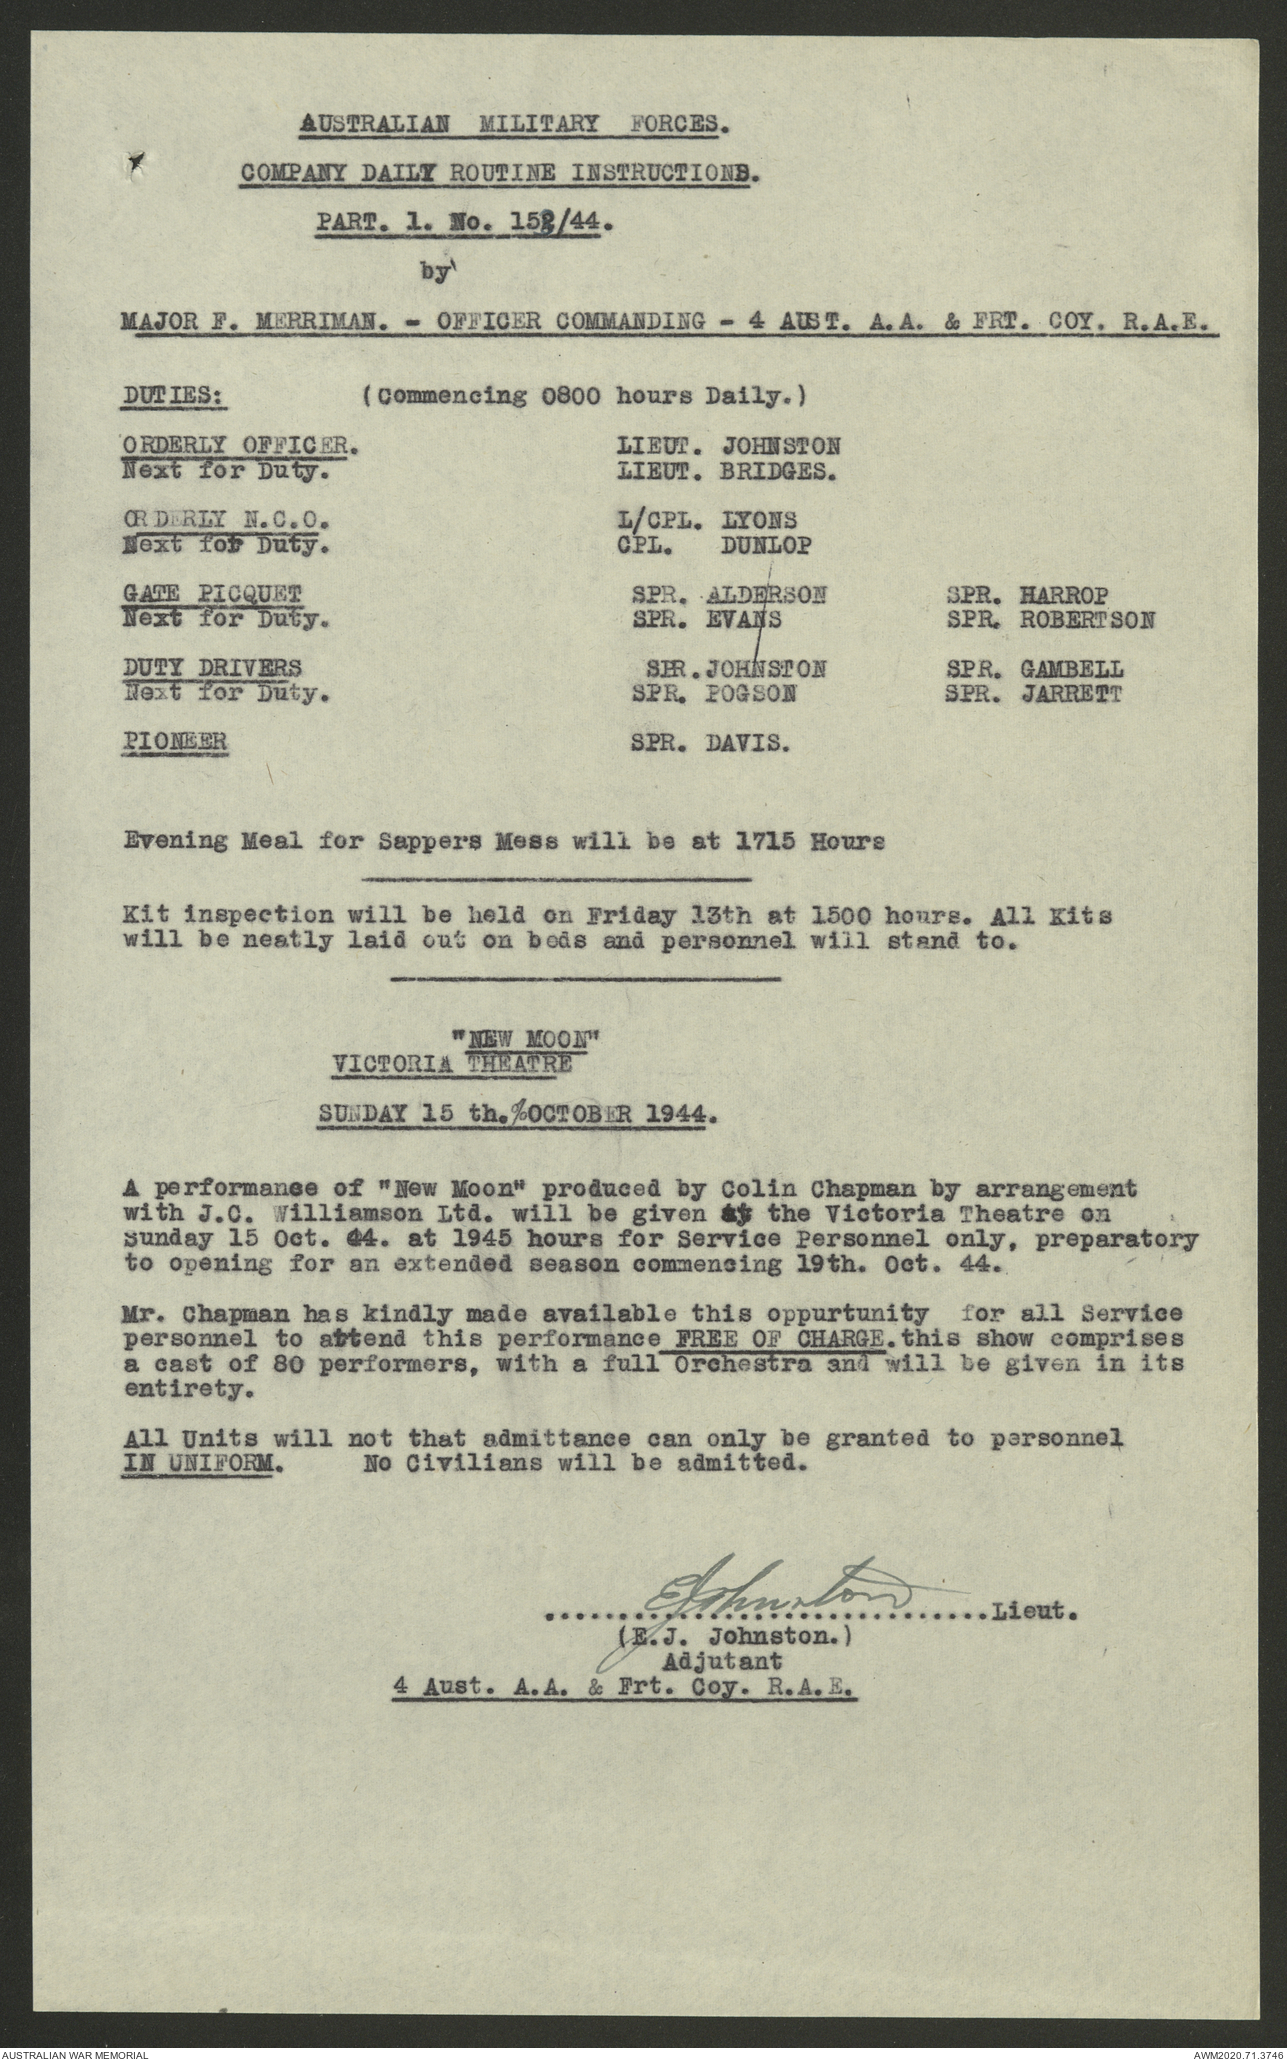 AUSTRALIAN MILITARY FORCES.
COMPANY DAILY ROUTINE INSTRUCTIONS.
PART. 1. No. 152/44.
by
MAJOR F. MERRIMAN. - OFFICER COMMANDING - 4 AUST. A.A. & FRT. COY. R.A.E.
DUTIES: (Commencing 0800 hours Daily.)
ORDERLY OFFICER. LIEUT. JOHNSTON
Next for Duty. LIEUT. BRIDGES.
ORDERLY N.C.O. L/CPL. LYONS
Next for Duty. CPL. DUNLOP
GATE PICQUET SPR. ALDERSON SPR. HARROP
Next for Duty. SPR. EVANS SPR. ROBERTSON
DUTY DRIVERS SPR. JOHNSTON SPR. GAMBELL
Next for Duty. SPR. POGSON SPR. JARRETT
PIONEER SPR. DAVIS.
Evening Meal for Sappers Mess will be at 1715 Hours
Kit inspection will be held on Friday 13th at 1500 hours. All Kits
will be neatly laid out on beds and personnel will stand to.
"NEW MOON"
VICTORIA THEATRE
SUNDAY 15 th. OCTOBER 1944.
A performance of "New Moon" produced by Colin Chapman by arrangement
with J.C. Williamson Ltd. will be given at the Victoria Theatre on
Sunday 15 Oct. 44. at 1945 hours for Service Personnel only, preparatory
to opening for an extended season commencing 19th. Oct. 44.
Mr. Chapman has kindly made available this oppurtunity for all Service
personnel to attend this performance FREE OF CHARGE.this show comprises
a cast of 80 performers, with a full Orchestra and will be given in its
entirety.
All Units will not that admittance can only be granted to personnel
IN UNIFORM. No Civilians will be admitted.
EJohnston
..............................Lieut.
(E.J. Johnston.)
Adjutant
4 Aust. A.A. & Frt. Coy. R.A.E.
AUSTRALIAN WAR MEMORIAL AWM2020.71.3746